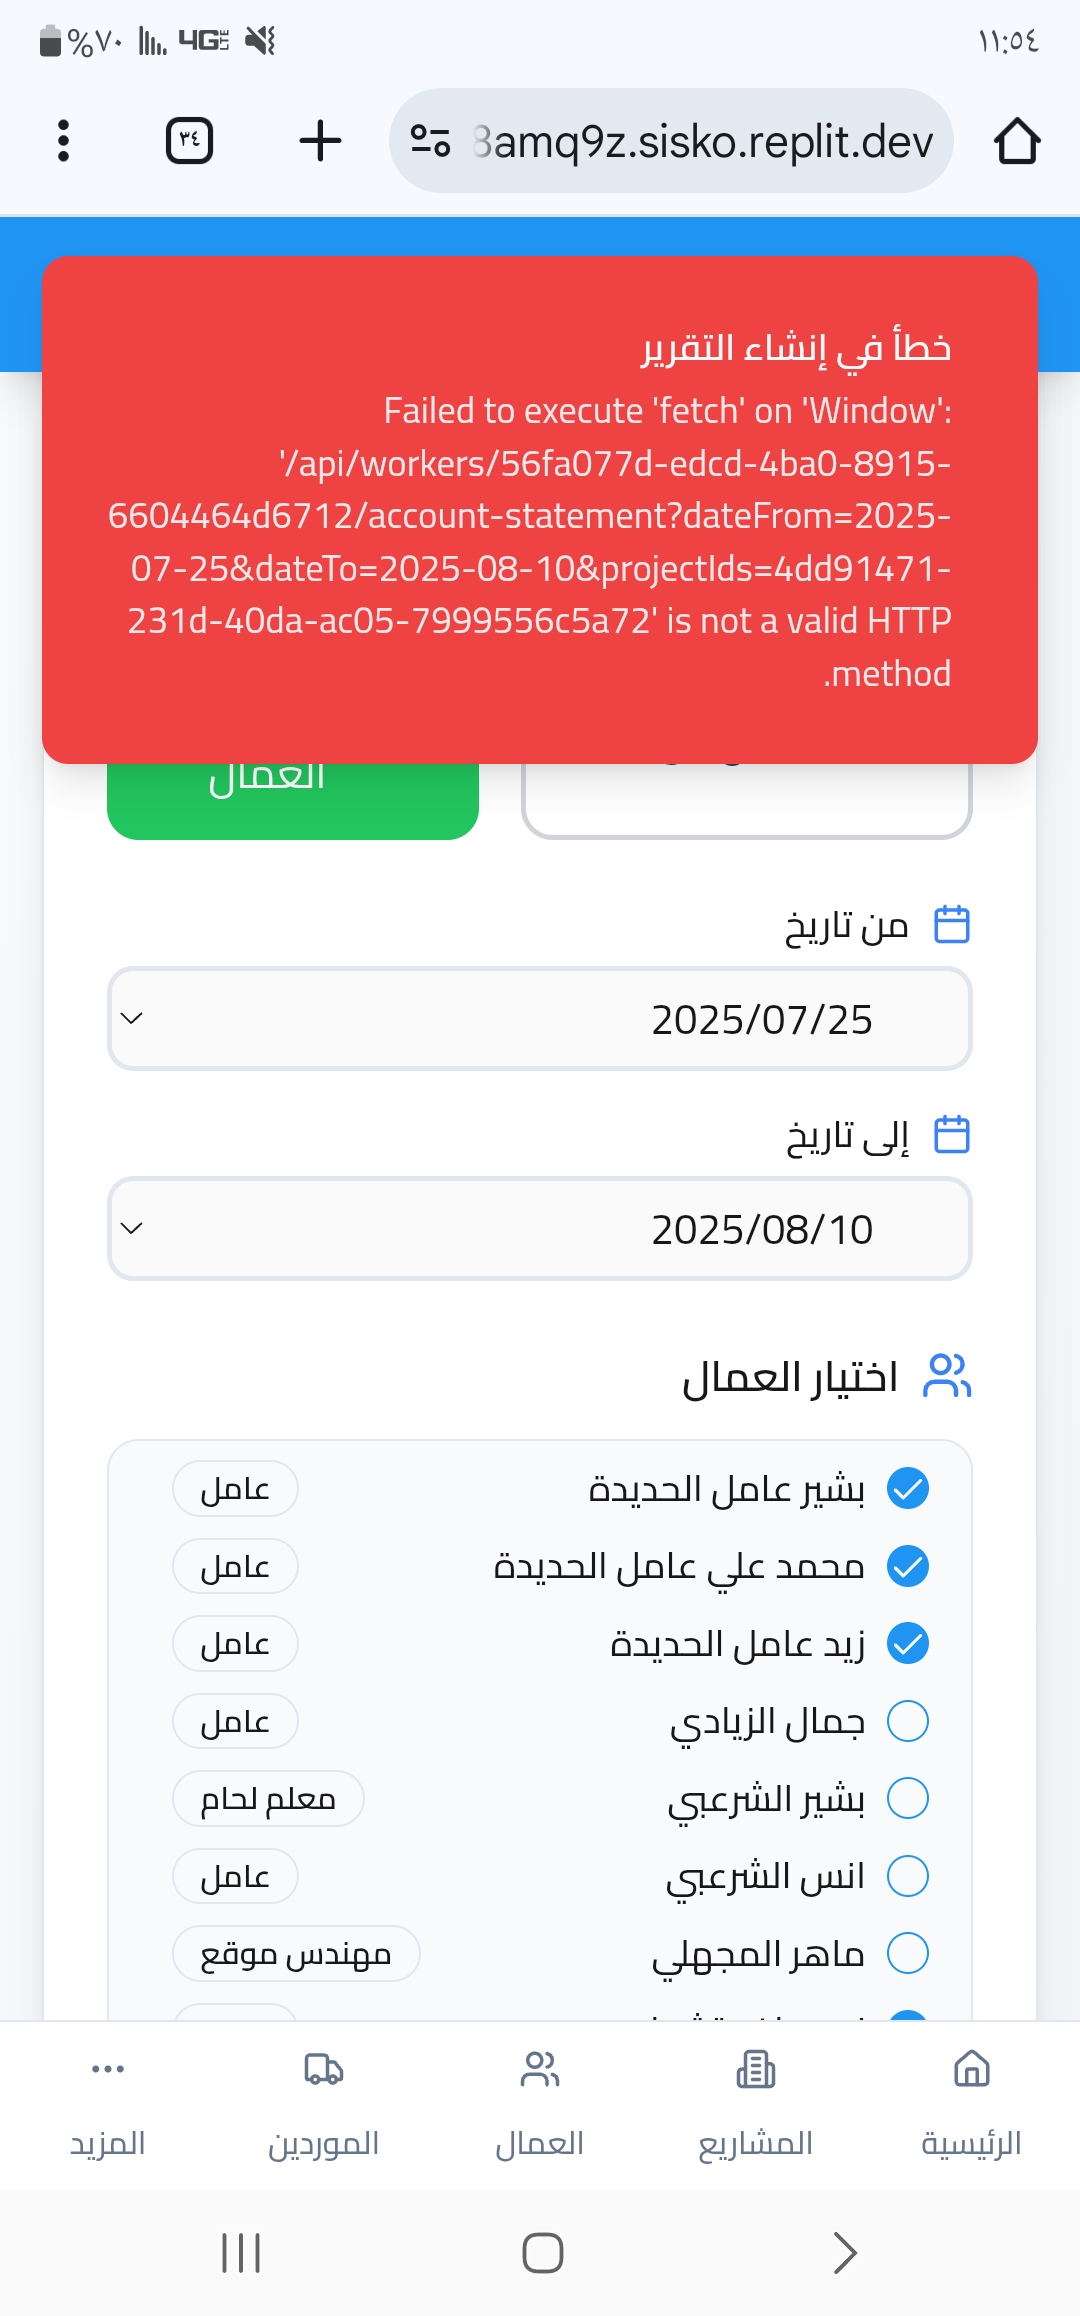 %٧٠ 4G LTE ١١:٥٤
٣٤ 3amq9z.sisko.replit.dev
خطأ في إنشاء التقرير
Failed to execute 'fetch' on 'Window':
'/api/workers/56fa077d-edcd-4ba0-8915-
6604464d6712/account-statement?dateFrom=2025-
07-25&dateTo=2025-08-10&projectIds=4dd91471-
231d-40da-ac05-7999556c5a72' is not a valid HTTP
method.
العمال
من تاريخ
2025/07/25
إلى تاريخ
2025/08/10
اختيار العمال
بشير عامل الحديدة عامل
محمد علي عامل الحديدة عامل
زيد عامل الحديدة عامل
جمال الزيادي عامل
بشير الشرعبي معلم لحام
انس الشرعبي عامل
ماهر المجهلي مهندس موقع
الرئيسية المشاريع العمال الموردين المزيد